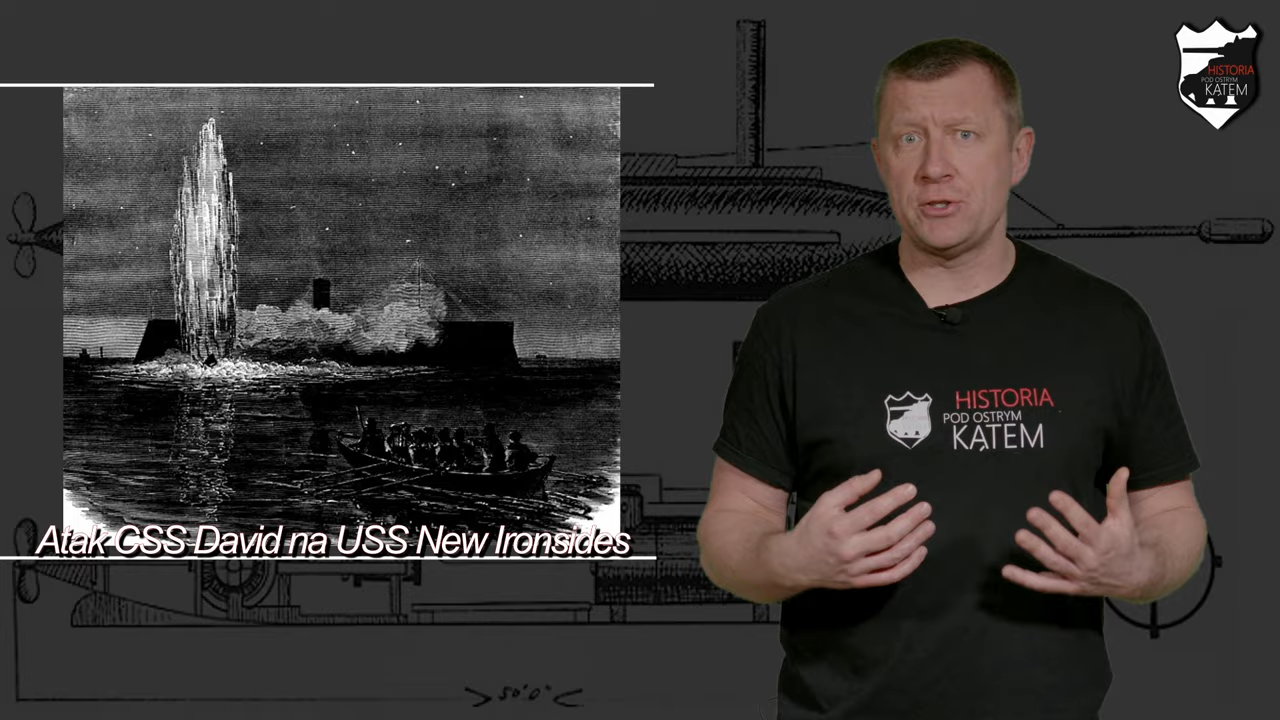 HISTORIA
POD OSTRYM
KĄTEM
HISTORIA
POD OSTRYM
KĄTEM
Atak CSS David na USS New Ironsides
50'0"